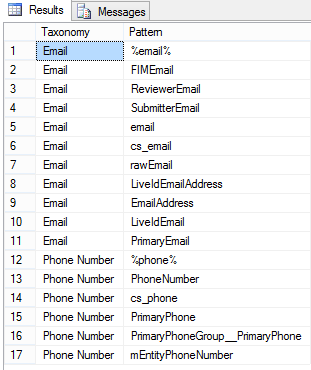 Results Messages
Taxonomy Pattern
1 Email %email%
2 Email FIMEmail
3 Email ReviewerEmail
4 Email SubmitterEmail
5 Email email
6 Email cs_email
7 Email rawEmail
8 Email LiveIdEmailAddress
9 Email EmailAddress
10 Email LiveIdEmail
11 Email PrimaryEmail
12 Phone Number %phone%
13 Phone Number PhoneNumber
14 Phone Number cs_phone
15 Phone Number PrimaryPhone
16 Phone Number PrimaryPhoneGroup__PrimaryPhone
17 Phone Number mEntityPhoneNumber